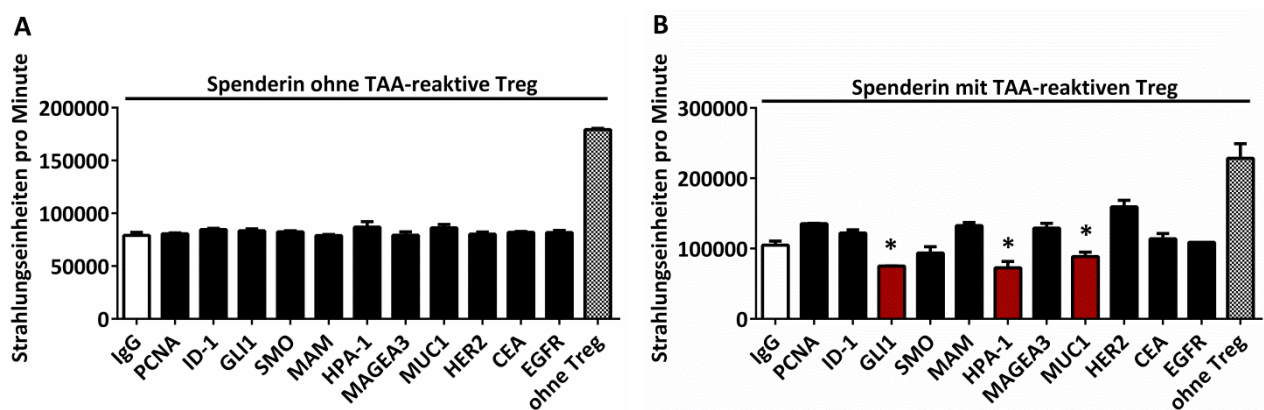 A
Spenderin ohne TAA-reaktive Treg
Strahlungseinheiten pro Minute
200000
150000
100000
50000
0
IgG
PCNA
ID-1
GLI1
SMO
MAM
HPA-1
MAGEA3
MUC1
HER2
CEA
EGFR
ohne Treg
B
Spenderin mit TAA-reaktiven Treg
Strahlungseinheiten pro Minute
300000
200000
100000
0
*
*
*
IgG
PCNA
ID-1
GLI1
SMO
MAM
HPA-1
MAGEA3
MUC1
HER2
CEA
EGFR
ohne Treg